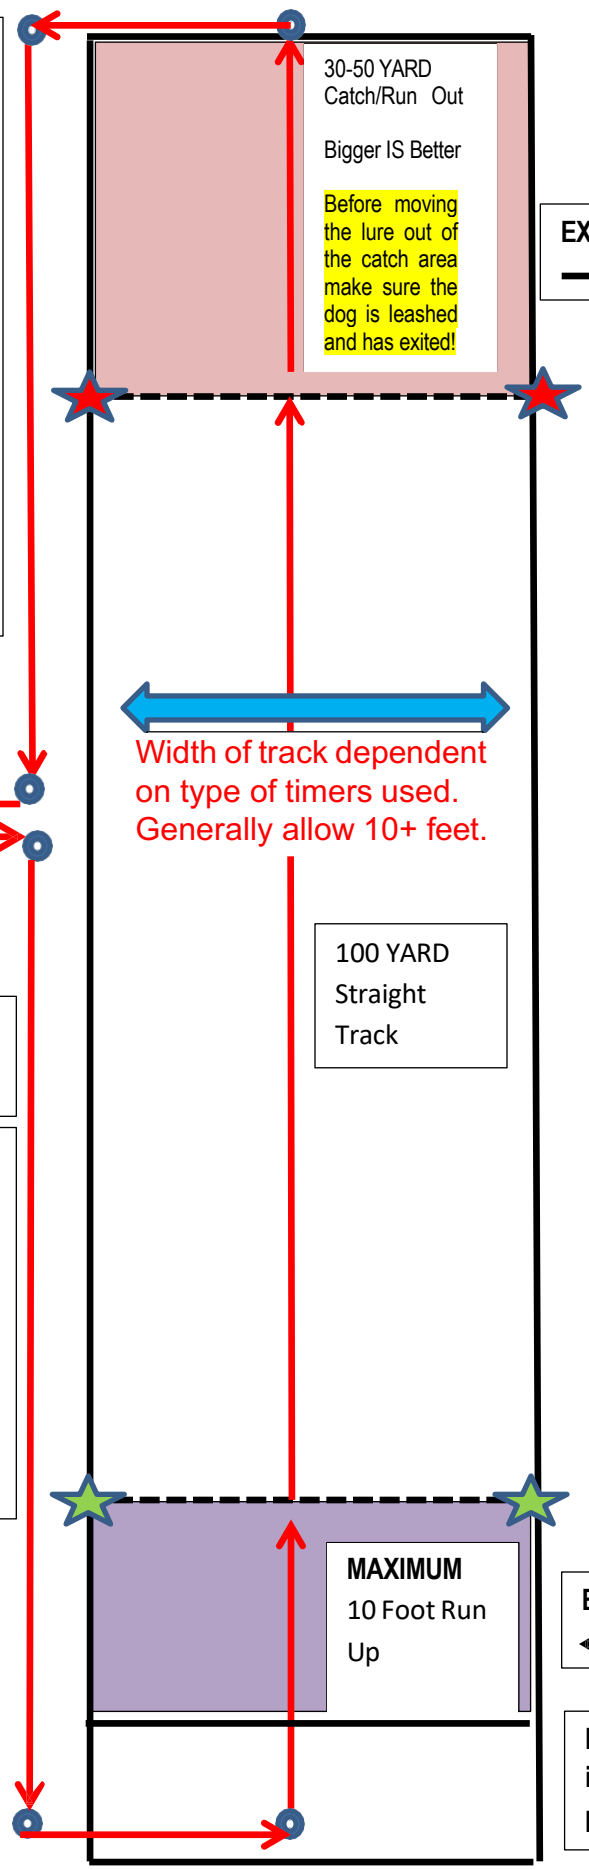 30-50 YARD
Catch/Run Out
Bigger IS Better
Before moving
the lure out of
the catch area
make sure the
dog is leashed
and has exited!
EX
Width of track dependent
on type of timers used.
Generally allow 10+ feet.
100 YARD
Straight
Track
MAXIMUM
10 Foot Run
Up